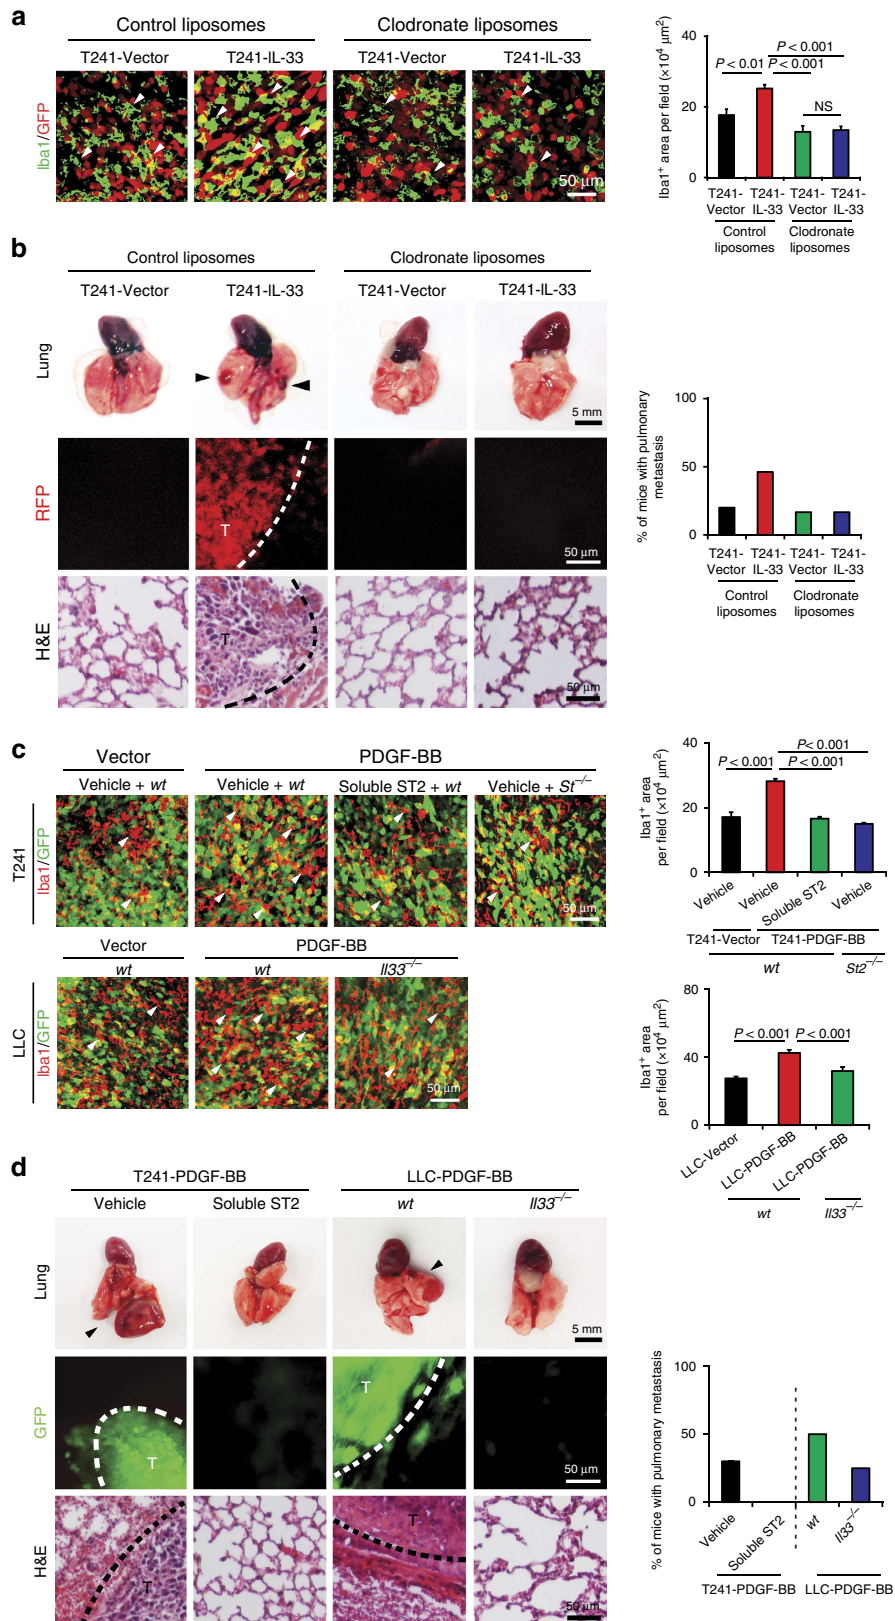 a
Control liposomes
Clodronate liposomes
T241-Vector
T241-IL-33
T241-Vector
T241-IL-33
Iba1/GFP
50 μm
Iba1⁺ area per field (×10⁴ μm²)
40
20
0
P < 0.001
P < 0.01
P < 0.001
NS
T241-Vector
T241-IL-33
T241-Vector
T241-IL-33
Control liposomes
Clodronate liposomes
b
Control liposomes
Clodronate liposomes
T241-Vector
T241-IL-33
T241-Vector
T241-IL-33
Lung
5 mm
RFP
T
50 μm
H&E
T
50 μm
% of mice with pulmonary metastasis
100
50
0
T241-Vector
T241-IL-33
T241-Vector
T241-IL-33
Control liposomes
Clodronate liposomes
c
Vector
PDGF-BB
Vehicle + wt
Vehicle + wt
Soluble ST2 + wt
Vehicle + St⁻/⁻
T241
Iba1/GFP
50 μm
Iba1⁺ area per field (×10⁴ μm²)
40
20
0
P < 0.001
P < 0.001
P < 0.001
Vehicle
Vehicle
Soluble ST2
Vehicle
T241-Vector
T241-PDGF-BB
wt
St2⁻/⁻
Vector
PDGF-BB
wt
wt
Il33⁻/⁻
LLC
Iba1/GFP
50 μm
Iba1⁺ area per field (×10⁴ μm²)
80
40
0
P < 0.001
P < 0.001
LLC-Vector
LLC-PDGF-BB
LLC-PDGF-BB
wt
Il33⁻/⁻
d
T241-PDGF-BB
LLC-PDGF-BB
Vehicle
Soluble ST2
wt
Il33⁻/⁻
Lung
5 mm
GFP
T
T
50 μm
H&E
T
T
50 μm
% of mice with pulmonary metastasis
100
50
0
Vehicle
Soluble ST2
wt
Il33⁻/⁻
T241-PDGF-BB
LLC-PDGF-BB